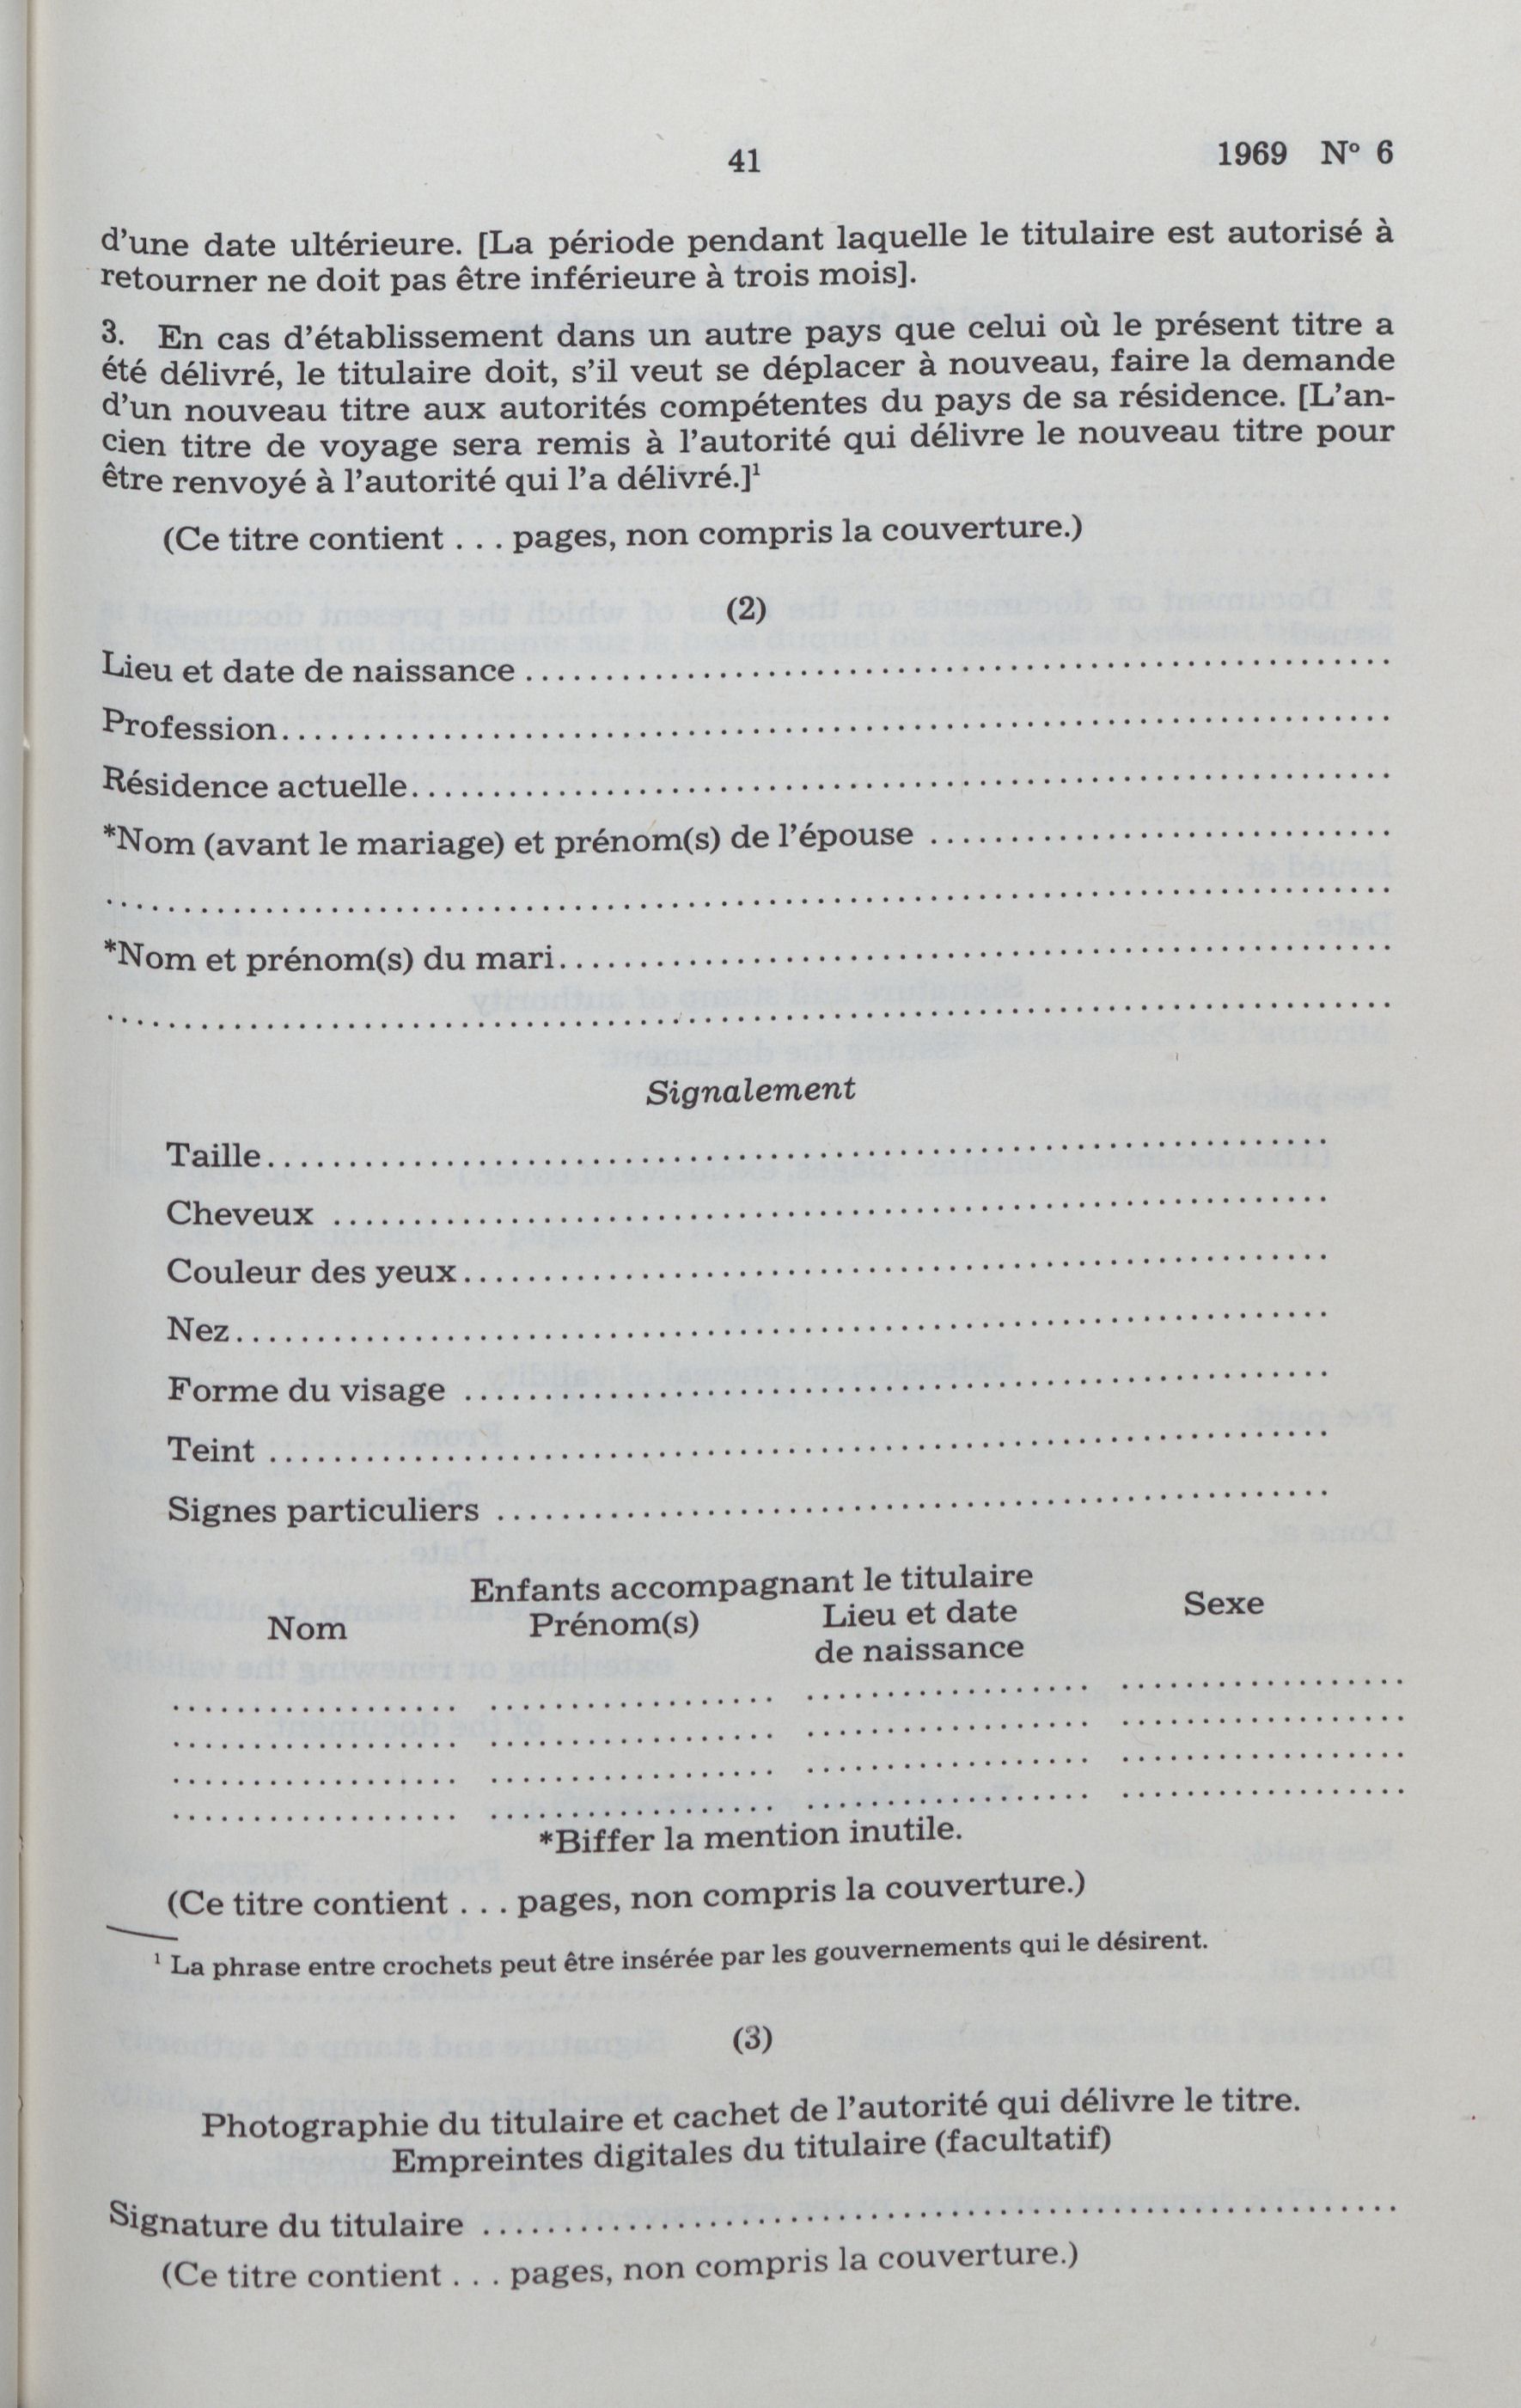 41
1969 Nº 6
d'une date ultérieure. [La période pendant laquelle le titulaire est autorisé à
retourner ne doit pas être inférieure à trois mois].
3. En cas d'établissement dans un autre pays que celui où le présent titre a
été délivré, le titulaire doit, s'il veut se déplacer à nouveau, faire la demande
d'un nouveau titre aux autorités compétentes du pays de sa résidence. [L'an-
cien titre de voyage sera remis à l'autorité qui délivre le nouveau titre pour
être renvoyé à l'autorité qui l'a délivré.]¹
(Ce titre contient . . . pages, non compris la couverture.)
(2)
Lieu et date de naissance ..........
Profession..........
Résidence actuelle..........
*Nom (avant le mariage) et prénom(s) de l'épouse ..........
..........
*Nom et prénom(s) du mari..........
..........
Signalement
Taille..........
Cheveux ..........
Couleur des yeux..........
Nez..........
Forme du visage ..........
Teint ..........
Signes particuliers ..........
Enfants accompagnant le titulaire
Nom Prénom(s) Lieu et date Sexe
de naissance
.......... .......... .......... ..........
.......... .......... .......... ..........
.......... .......... .......... ..........
.......... .......... .......... ..........
*Biffer la mention inutile.
(Ce titre contient . . . pages, non compris la couverture.)
¹ La phrase entre crochets peut être insérée par les gouvernements qui le désirent.
(3)
Photographie du titulaire et cachet de l'autorité qui délivre le titre.
Empreintes digitales du titulaire (facultatif)
Signature du titulaire ..........
(Ce titre contient . . . pages, non compris la couverture.)